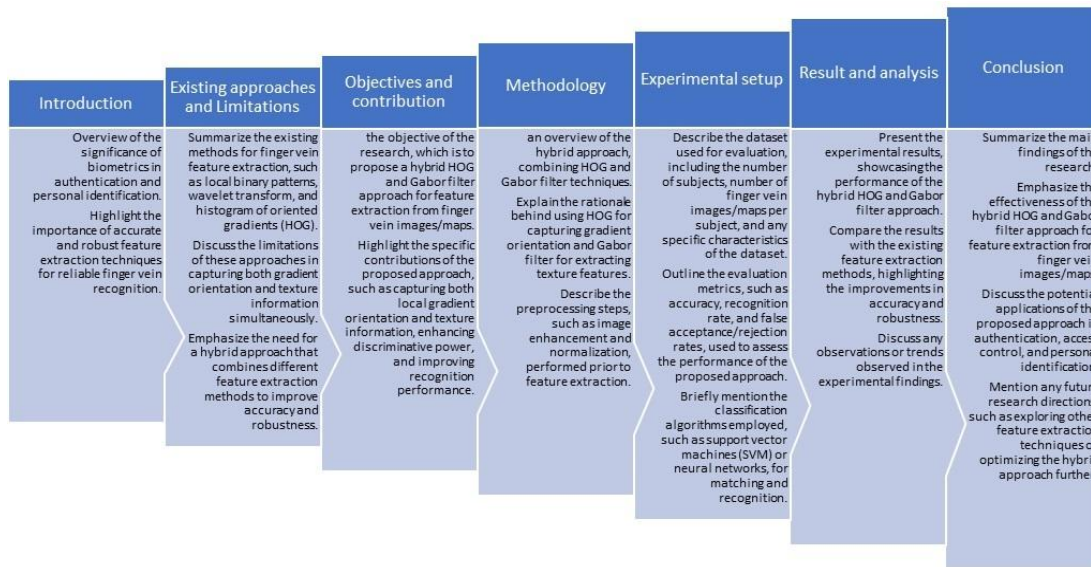 Introduction
Overview of the
significance of
biometrics in
authentication and
personal identification.
Highlight the
importance of accurate
and robust feature
extraction techniques
for reliable finger vein
recognition.
Existing approaches
and Limitations
Summarize the existing
methods for finger vein
feature extraction, such
as local binary patterns,
wavelet transform, and
histogram of oriented
gradients (HOG).
Discuss the limitations
of these approaches in
capturing both gradient
orientation and texture
information
simultaneously.
Emphasize the need for
a hybrid approach that
combines different
feature extraction
methods to improve
accuracy and
robustness.
Objectives and
contribution
the objective of the
research, which is to
propose a hybrid HOG
and Gabor filter
approach for feature
extraction from finger
vein images/maps.
Highlight the specific
contributions of the
proposed approach,
such as capturing both
local gradient
orientation and texture
information, enhancing
discriminative power,
and improving
recognition
performance.
Methodology
an overview of the
hybrid approach,
combining HOG and
Gabor filter techniques.
Explain the rationale
behind using HOG for
capturing gradient
orientation and Gabor
filter for extracting
texture features.
Describe the
preprocessing steps,
such as image
enhancement and
normalization,
performed prior to
feature extraction.
Experimental setup
Describe the dataset
used for evaluation,
including the number
of subjects, number of
finger vein
images/maps per
subject, and any
specific characteristics
of the dataset.
Outline the evaluation
metrics, such as
accuracy, recognition
rate, and false
acceptance/rejection
rates, used to assess
the performance of the
proposed approach.
Briefly mention the
classification
algorithms employed,
such as support vector
machines (SVM) or
neural networks, for
matching and
recognition.
Result and analysis
Present the
experimental results,
showcasing the
performance of the
hybrid HOG and Gabor
filter approach.
Compare the results
with the existing
feature extraction
methods, highlighting
the improvements in
accuracy and
robustness.
Discuss any
observations or trends
observed in the
experimental findings.
Conclusion
Summarize the mai
findings of th
research
Emphasize th
effectiveness of th
hybrid HOG and Gabo
filter approach fo
feature extraction from
finger vei
images/map
Discuss the potentia
applications of th
proposed approach i
authentication, acces
control, and persona
identification
Mention any futur
research direction
such as exploring othe
feature extractio
techniques o
optimizing the hybri
approach furthe